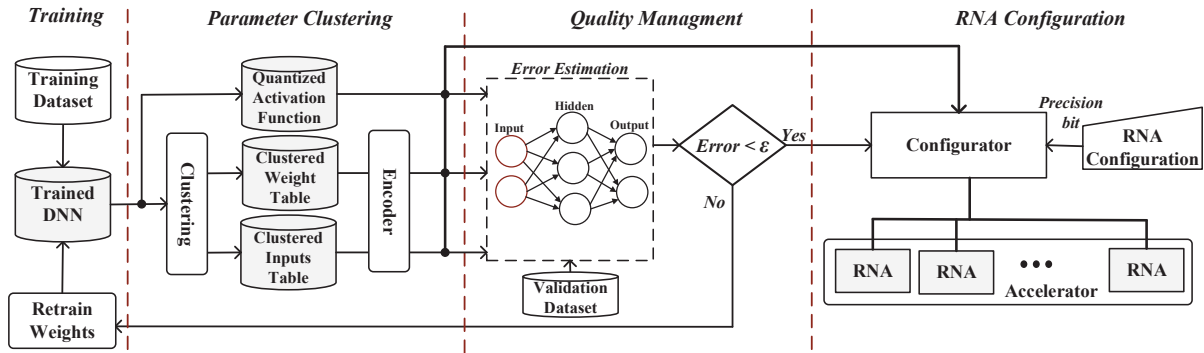 Training
Parameter Clustering
Quality Managment
RNA Configuration
Training
Dataset
Trained
DNN
Retrain
Weights
Clustering
Quantized
Activation
Function
Clustered
Weight
Table
Clustered
Inputs
Table
Encoder
Error Estimation
Hidden
Input
Output
Validation
Dataset
Error < ε
Yes
No
Configurator
Precision
bit
RNA
Configuration
RNA
RNA
•••
RNA
Accelerator